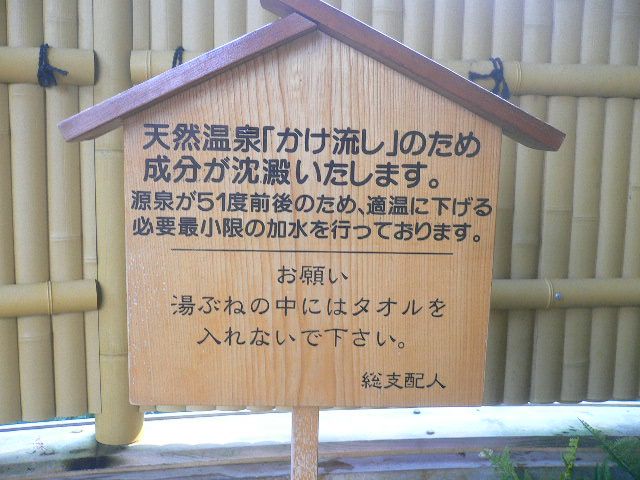 天然温泉「かけ流し」のため
成分が沈澱いたします。
源泉が51度前後のため、適温に下げる
必要最小限の加水を行っております。
お願い
湯ぶねの中にはタオルを
入れないで下さい。
総支配人